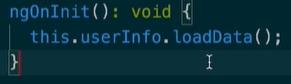 ngOnInit(): void {
this.userInfo.loadData();
}